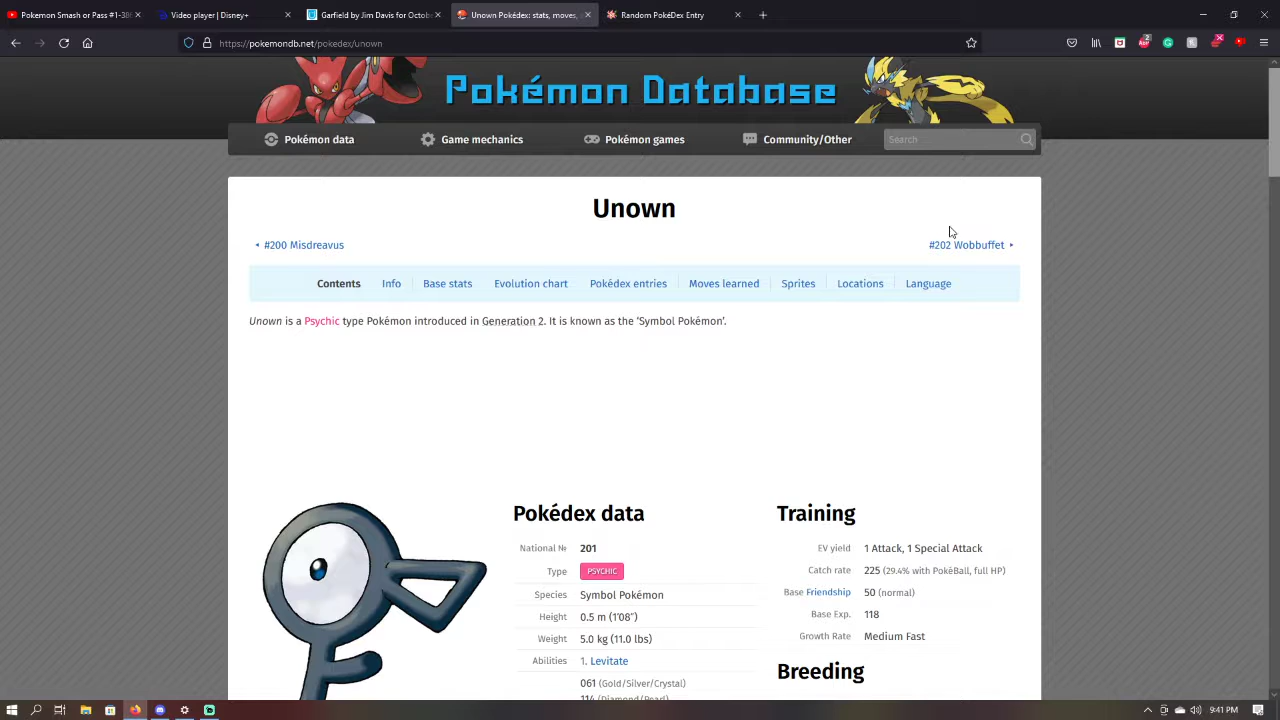 Pokemon Smash or Pass #1-38
Video player | Disney+
Garfield or Jim Davis for October
Unown Pokédex: stats, moves,
Random PokéDex Entry
https://pokemondb.net/pokedex/unown
Pokémon Database
Pokémon data
Game mechanics
Pokémon games
Community/Other
Search
Unown
#200 Misdreavus
#202 Wobbuffet
Contents Info Base stats Evolution chart Pokédex entries Moves learned Sprites Locations Language
Unown is a Psychic type Pokémon introduced in Generation 2. It is known as the ‘Symbol Pokémon’.
Pokédex data
National № 201
Type PSYCHIC
Species Symbol Pokémon
Height 0.5 m (1′08″)
Weight 5.0 kg (11.0 lbs)
Abilities 1. Levitate
061 (Gold/Silver/Crystal)
114 (Diamond/Pearl)
Training
EV yield 1 Attack, 1 Special Attack
Catch rate 225 (29.4% with PokéBall, full HP)
Base Friendship 50 (normal)
Base Exp. 118
Growth Rate Medium Fast
Breeding
9:41 PM